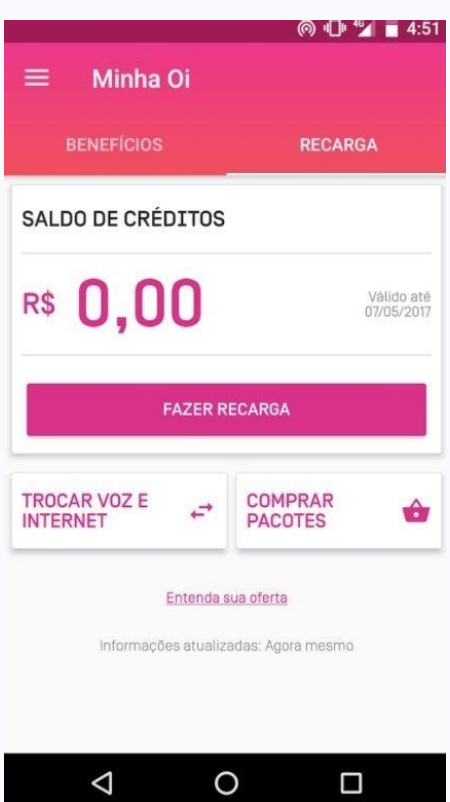 4G 4:51
Minha Oi
BENEFÍCIOS RECARGA
SALDO DE CRÉDITOS
R$ 0,00
Válido até
07/05/2017
FAZER RECARGA
TROCAR VOZ E
INTERNET
COMPRAR
PACOTES
Entenda sua oferta
Informações atualizadas: Agora mesmo